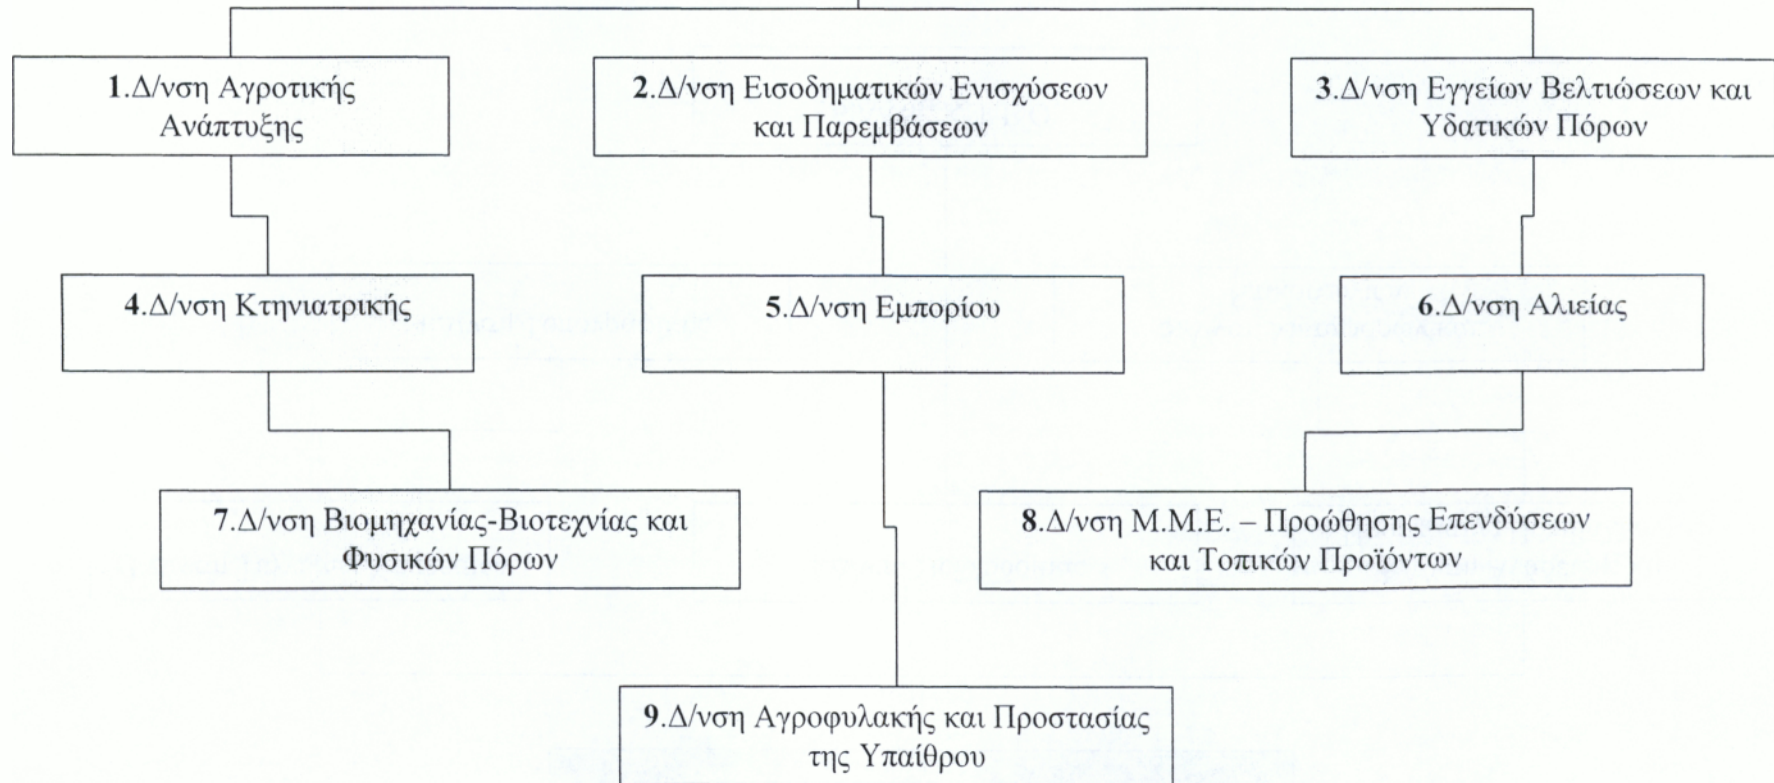 1.Δ/νση Αγροτικής
Ανάπτυξης
2.Δ/νση Εισοδηματικών Ενισχύσεων
και Παρεμβάσεων
3.Δ/νση Εγγείων Βελτιώσεων και
Υδατικών Πόρων
4.Δ/νση Κτηνιατρικής
5.Δ/νση Εμπορίου
6.Δ/νση Αλιείας
7.Δ/νση Βιομηχανίας-Βιοτεχνίας και
Φυσικών Πόρων
8.Δ/νση Μ.Μ.Ε. – Προώθησης Επενδύσεων
και Τοπικών Προϊόντων
9.Δ/νση Αγροφυλακής και Προστασίας
της Υπαίθρου